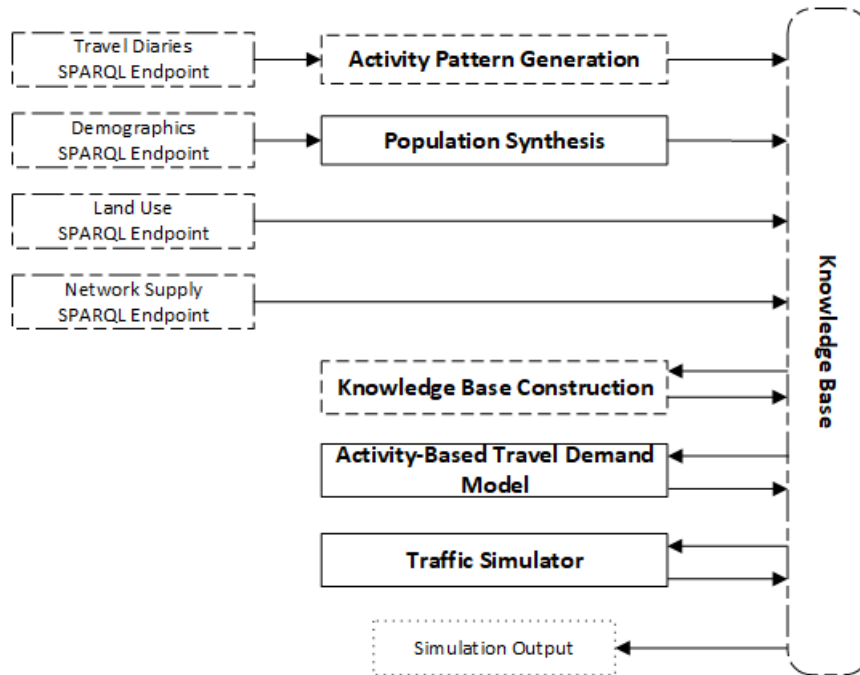 Travel Diaries
SPARQL Endpoint
Activity Pattern Generation
Demographics
SPARQL Endpoint
Population Synthesis
Land Use
SPARQL Endpoint
Network Supply
SPARQL Endpoint
Knowledge Base
Knowledge Base Construction
Activity-Based Travel Demand
Model
Traffic Simulator
Simulation Output